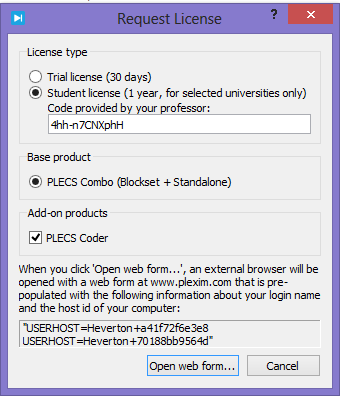 Request License
?
License type
Trial license (30 days)
Student license (1 year, for selected universities only)
Code provided by your professor:
4hh-n7CNXphH
Base product
PLECS Combo (Blockset + Standalone)
Add-on products
PLECS Coder
When you click 'Open web form...', an external browser will be
opened with a web form at www.plexim.com that is pre-
populated with the following information about your login name
and the host id of your computer:
"USERHOST=Heverton+a41f72f6e3e8
USERHOST=Heverton+70188bb9564d"
Open web form...
Cancel